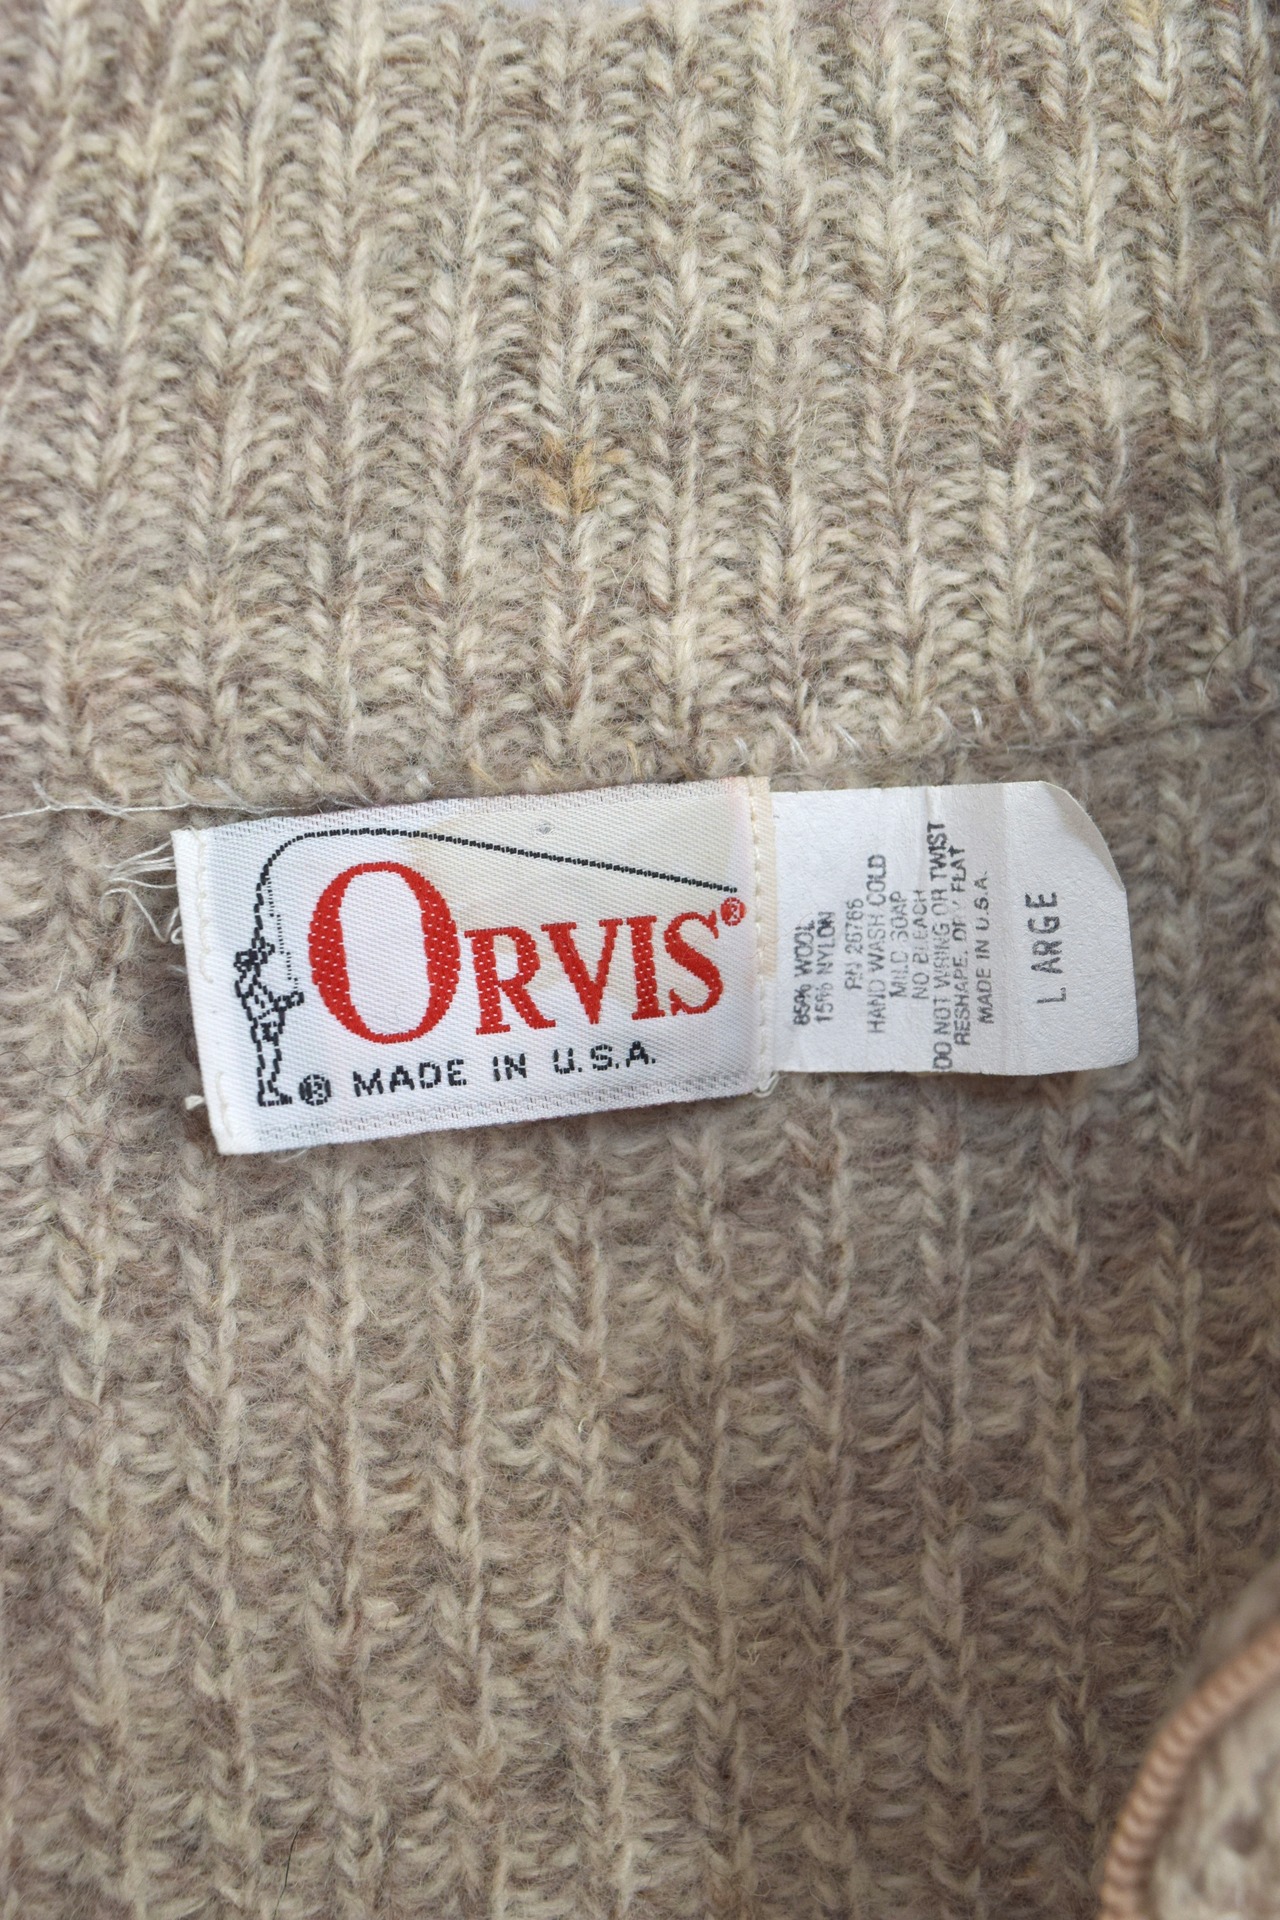 ORVIS®
® MADE IN U.S.A.
85% WOOL
15% NYLON
RN 26765
HAND WASH COLD
MILD SOAP
NO BLEACH
DO NOT WRING OR TWIST
RESHAPE. DRY FLAT
MADE IN U.S.A.
LARGE